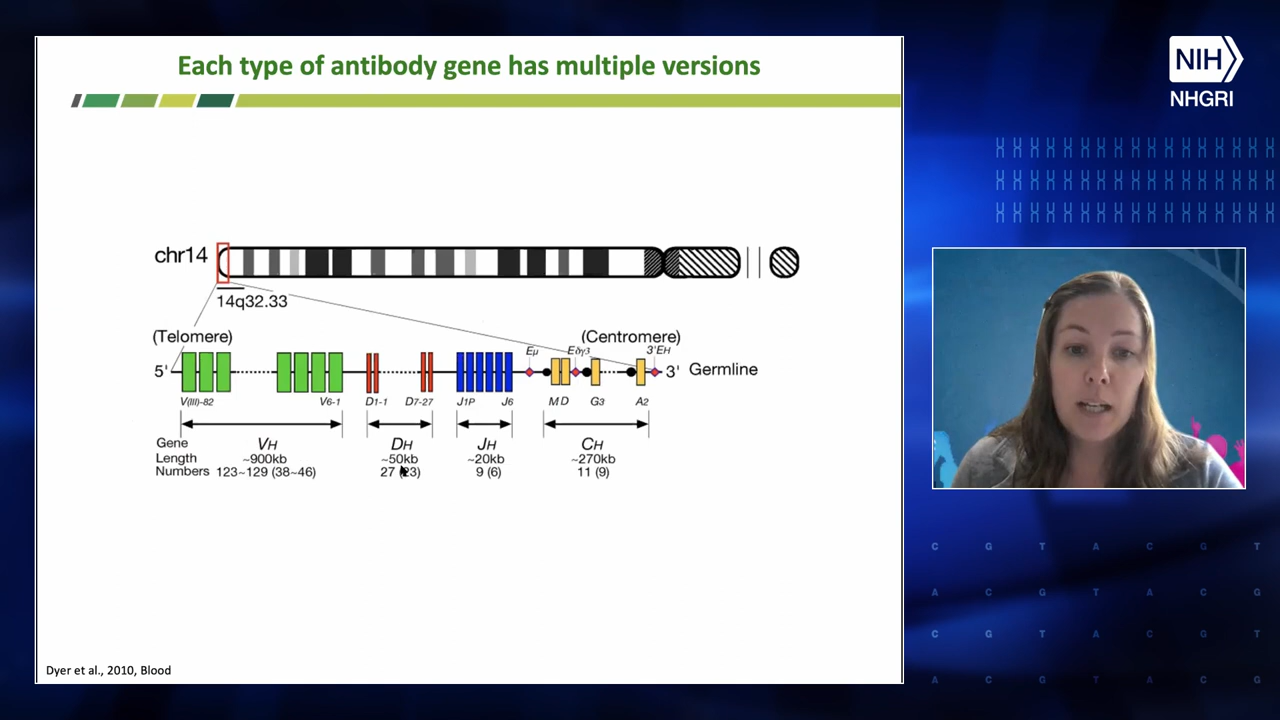 Each type of antibody gene has multiple versions
NIH
NHGRI
chr14
14q32.33
(Telomere) (Centromere)
Eμ Eδγ3 3'EH
5' 3' Germline
V(III)-82 V6-1 D1-1 D7-27 J1P J6 M D G3 A2
Gene VH DH JH CH
Length ~900kb ~50kb ~20kb ~270kb
Numbers 123~129 (38~46) 27 (23) 9 (6) 11 (9)
Dyer et al., 2010, Blood
C G T A C G T
A C G T A C G
C G T A C G T
A C G T A C G